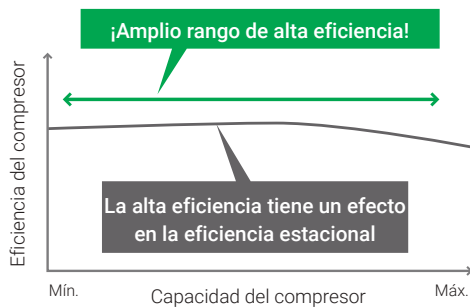 ¡Amplio rango de alta eficiencia!
Eficiencia del compresor
La alta eficiencia tiene un efecto
en la eficiencia estacional
Mín.
Capacidad del compresor
Máx.